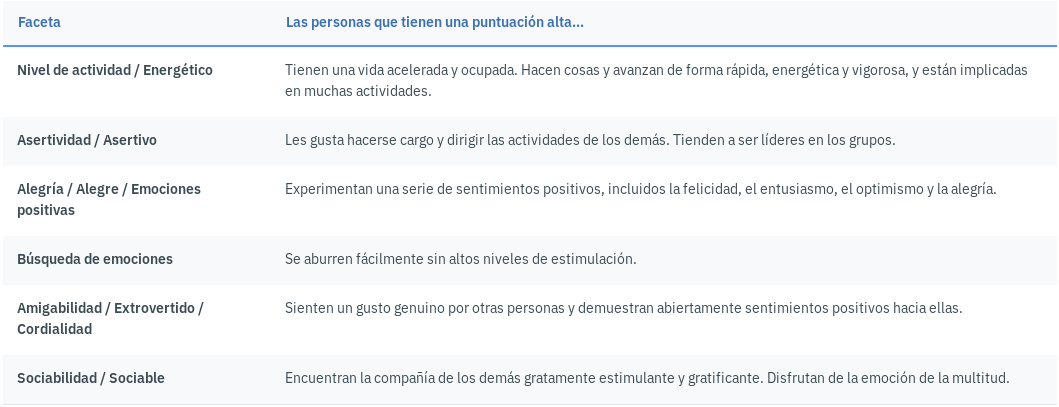 Faceta
Las personas que tienen una puntuación alta...
Nivel de actividad / Energético
Tienen una vida acelerada y ocupada. Hacen cosas y avanzan de forma rápida, energética y vigorosa, y están implicadas
en muchas actividades.
Asertividad / Asertivo
Les gusta hacerse cargo y dirigir las actividades de los demás. Tienden a ser líderes en los grupos.
Alegría / Alegre / Emociones
positivas
Experimentan una serie de sentimientos positivos, incluidos la felicidad, el entusiasmo, el optimismo y la alegría.
Búsqueda de emociones
Se aburren fácilmente sin altos niveles de estimulación.
Amigabilidad / Extrovertido /
Cordialidad
Sienten un gusto genuino por otras personas y demuestran abiertamente sentimientos positivos hacia ellas.
Sociabilidad / Sociable
Encuentran la compañía de los demás gratamente estimulante y gratificante. Disfrutan de la emoción de la multitud.